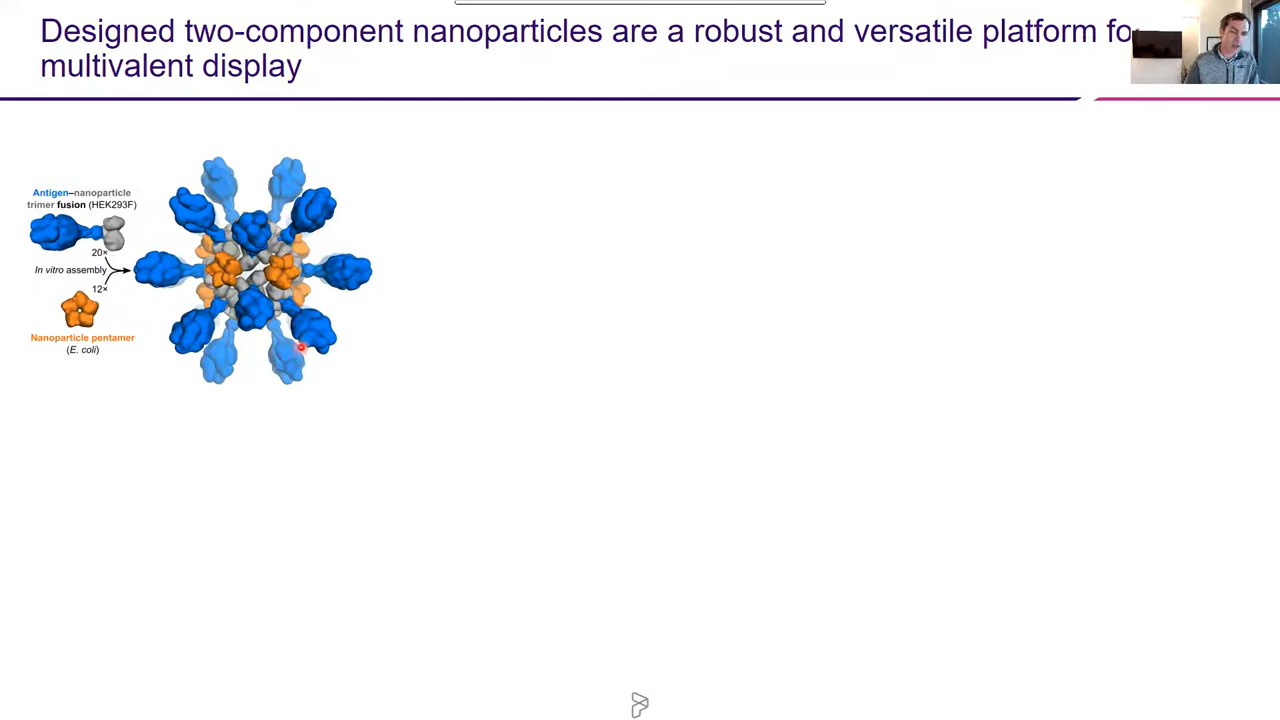 Designed two-component nanoparticles are a robust and versatile platform fo
multivalent display
Antigen–nanoparticle
trimer fusion (HEK293F)
20×
In vitro assembly
12×
Nanoparticle pentamer
(E. coli)